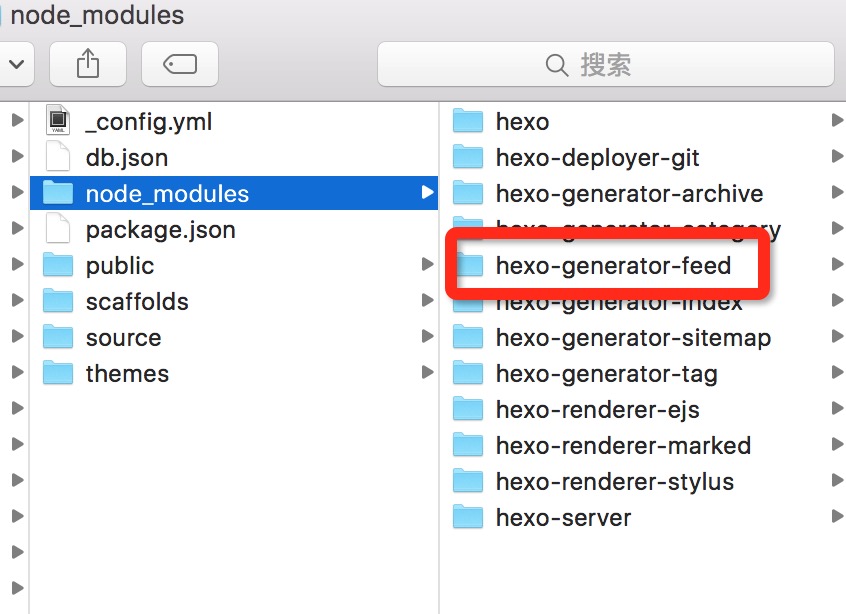 node_modules
搜索
_config.yml
YAML
db.json
node_modules
package.json
public
scaffolds
source
themes
hexo
hexo-deployer-git
hexo-generator-archive
hexo-generator-category
hexo-generator-feed
hexo-generator-index
hexo-generator-sitemap
hexo-generator-tag
hexo-renderer-ejs
hexo-renderer-marked
hexo-renderer-stylus
hexo-server